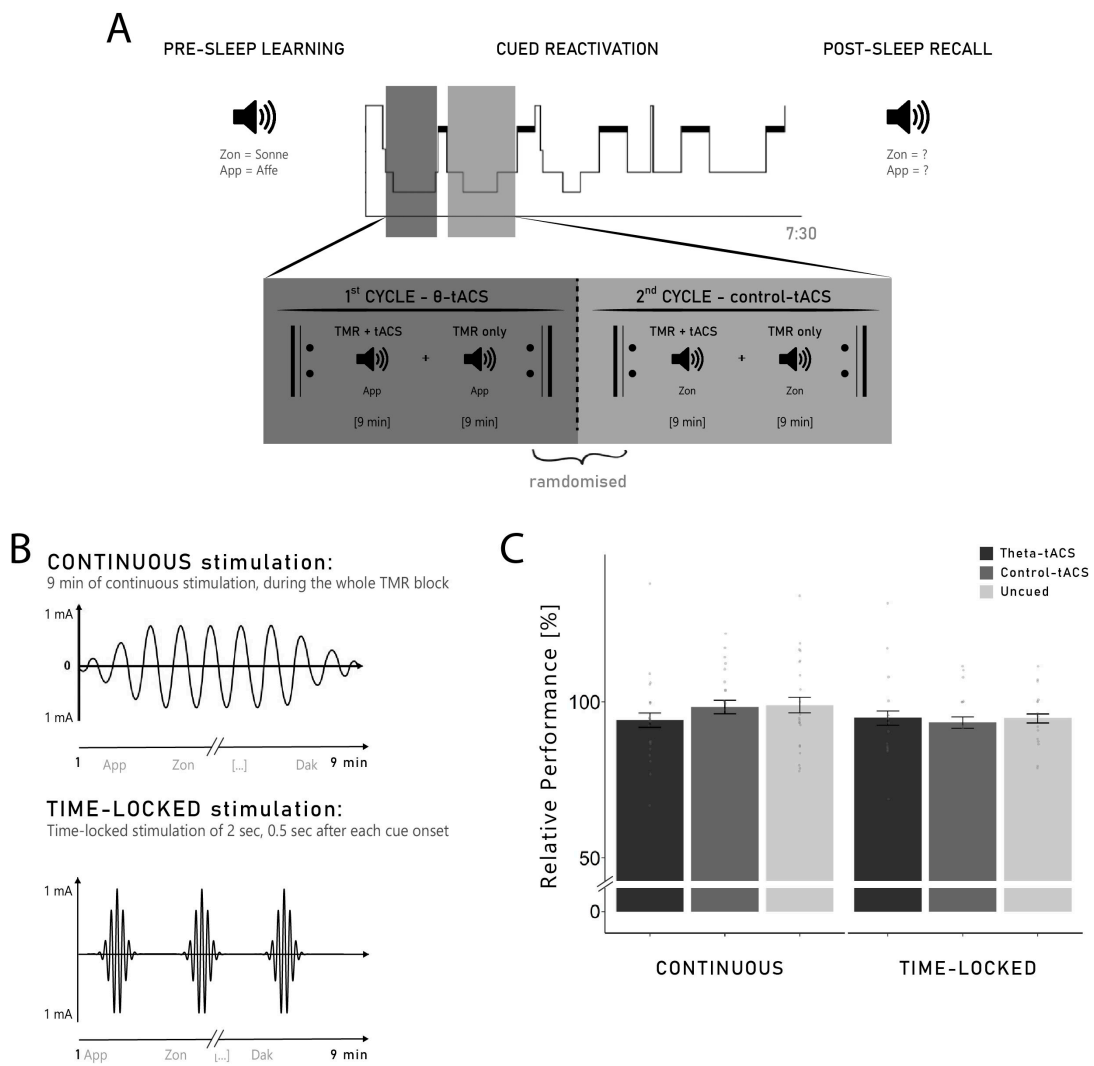 A
PRE-SLEEP LEARNING
CUED REACTIVATION
POST-SLEEP RECALL
Zon = Sonne
App = Affe
Zon = ?
App = ?
7:30
1st CYCLE - θ-tACS
2nd CYCLE - control-tACS
TMR + tACS
+
TMR only
TMR + tACS
+
TMR only
App
App
Zon
Zon
[9 min]
[9 min]
[9 min]
[9 min]
ramdomised
B
CONTINUOUS stimulation:
9 min of continuous stimulation, during the whole TMR block
1 mA
0
1 mA
1 App Zon [...] Dak 9 min
TIME-LOCKED stimulation:
Time-locked stimulation of 2 sec, 0.5 sec after each cue onset
1 mA
1 mA
1 App Zon [...] Dak 9 min
C
Theta-tACS
Control-tACS
Uncued
Relative Performance [%]
100
50
0
CONTINUOUS
TIME-LOCKED